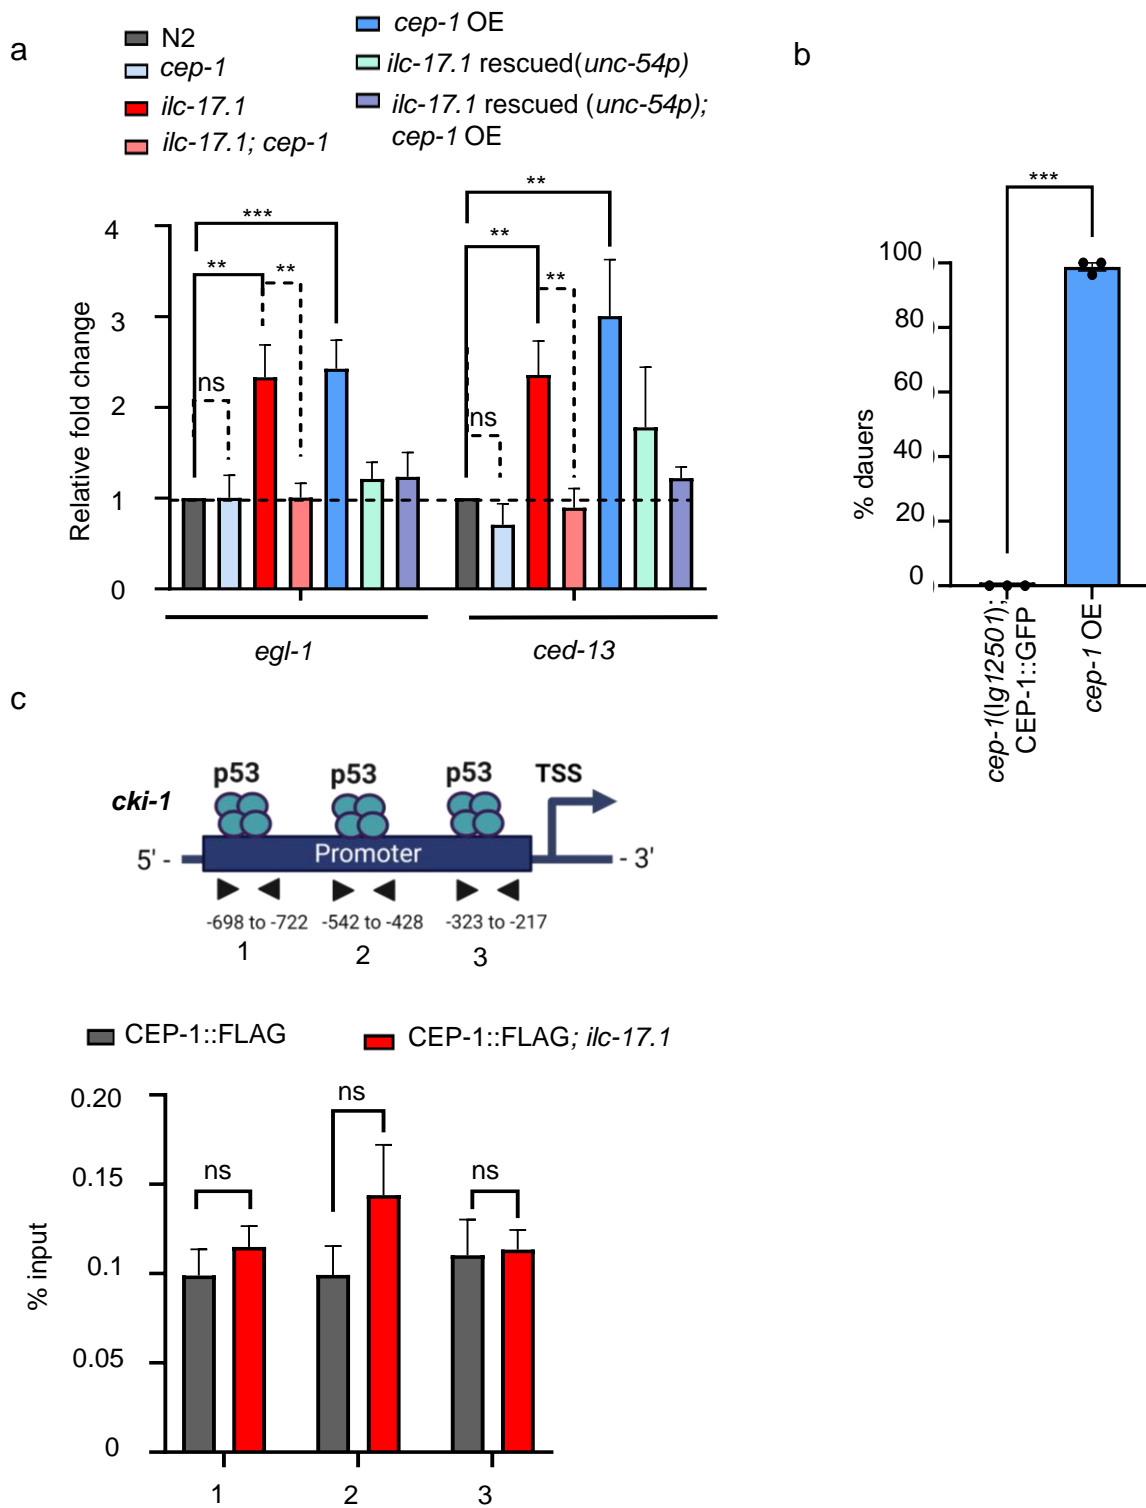 a
N2
cep-1
ilc-17.1
ilc-17.1; cep-1
cep-1 OE
ilc-17.1 rescued(unc-54p)
ilc-17.1 rescued (unc-54p);
cep-1 OE
Relative fold change
4
3
2
1
0
ns
**
**
***
ns
**
**
**
egl-1
ced-13
b
***
% dauers
100
80
60
40
20
0
cep-1(lg12501);
CEP-1::GFP
cep-1 OE
c
cki-1
p53
p53
p53
TSS
5' -
Promoter
- 3'
-698 to -722
-542 to -428
-323 to -217
1
2
3
CEP-1::FLAG
CEP-1::FLAG; ilc-17.1
% input
0.20
0.15
0.1
0.05
0
ns
ns
ns
1
2
3